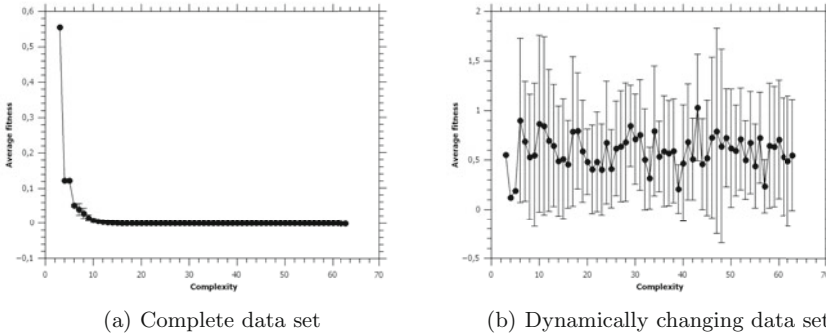 0,6
0,5
0,4
0,3
0,2
0,1
0
-0,1
Average fitness
0 10 20 30 40 50 60 70
Complexity
(a) Complete data set
2
1,5
1
0,5
0
-0,5
Average fitness
0 10 20 30 40 50 60 70
Complexity
(b) Dynamically changing data set